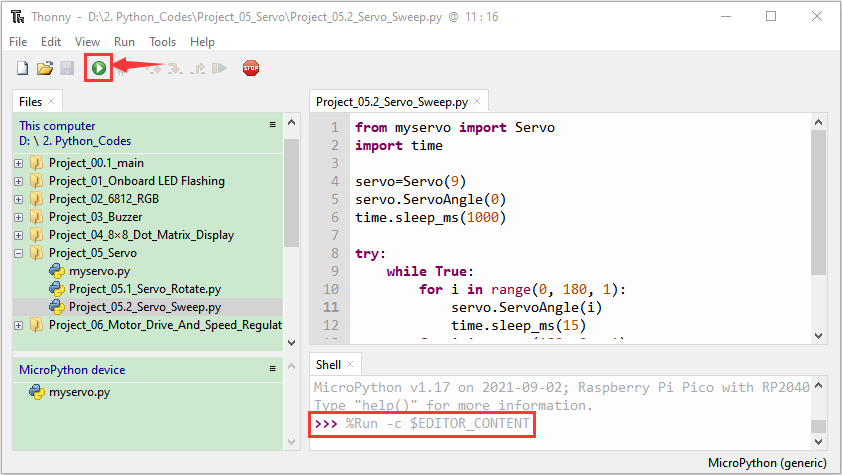 Thonny - D:\2. Python_Codes\Project_05_Servo\Project_05.2_Servo_Sweep.py @ 11 : 16
File Edit View Run Tools Help
STOP
Files
This computer
D: \ 2. Python_Codes
Project_00.1_main
Project_01_Onboard LED Flashing
Project_02_6812_RGB
Project_03_Buzzer
Project_04_8×8_Dot_Matrix_Display
Project_05_Servo
myservo.py
Project_05.1_Servo_Rotate.py
Project_05.2_Servo_Sweep.py
Project_06_Motor_Drive_And_Speed_Regulat
MicroPython device
myservo.py
Project_05.2_Servo_Sweep.py
1 from myservo import Servo
2 import time
3
4 servo=Servo(9)
5 servo.ServoAngle(0)
6 time.sleep_ms(1000)
7
8 try:
9     while True:
10         for i in range(0, 180, 1):
11             servo.ServoAngle(i)
12             time.sleep_ms(15)
Shell
MicroPython v1.17 on 2021-09-02; Raspberry Pi Pico with RP2040
Type "help()" for more information.
>>> %Run -c $EDITOR_CONTENT
MicroPython (generic)